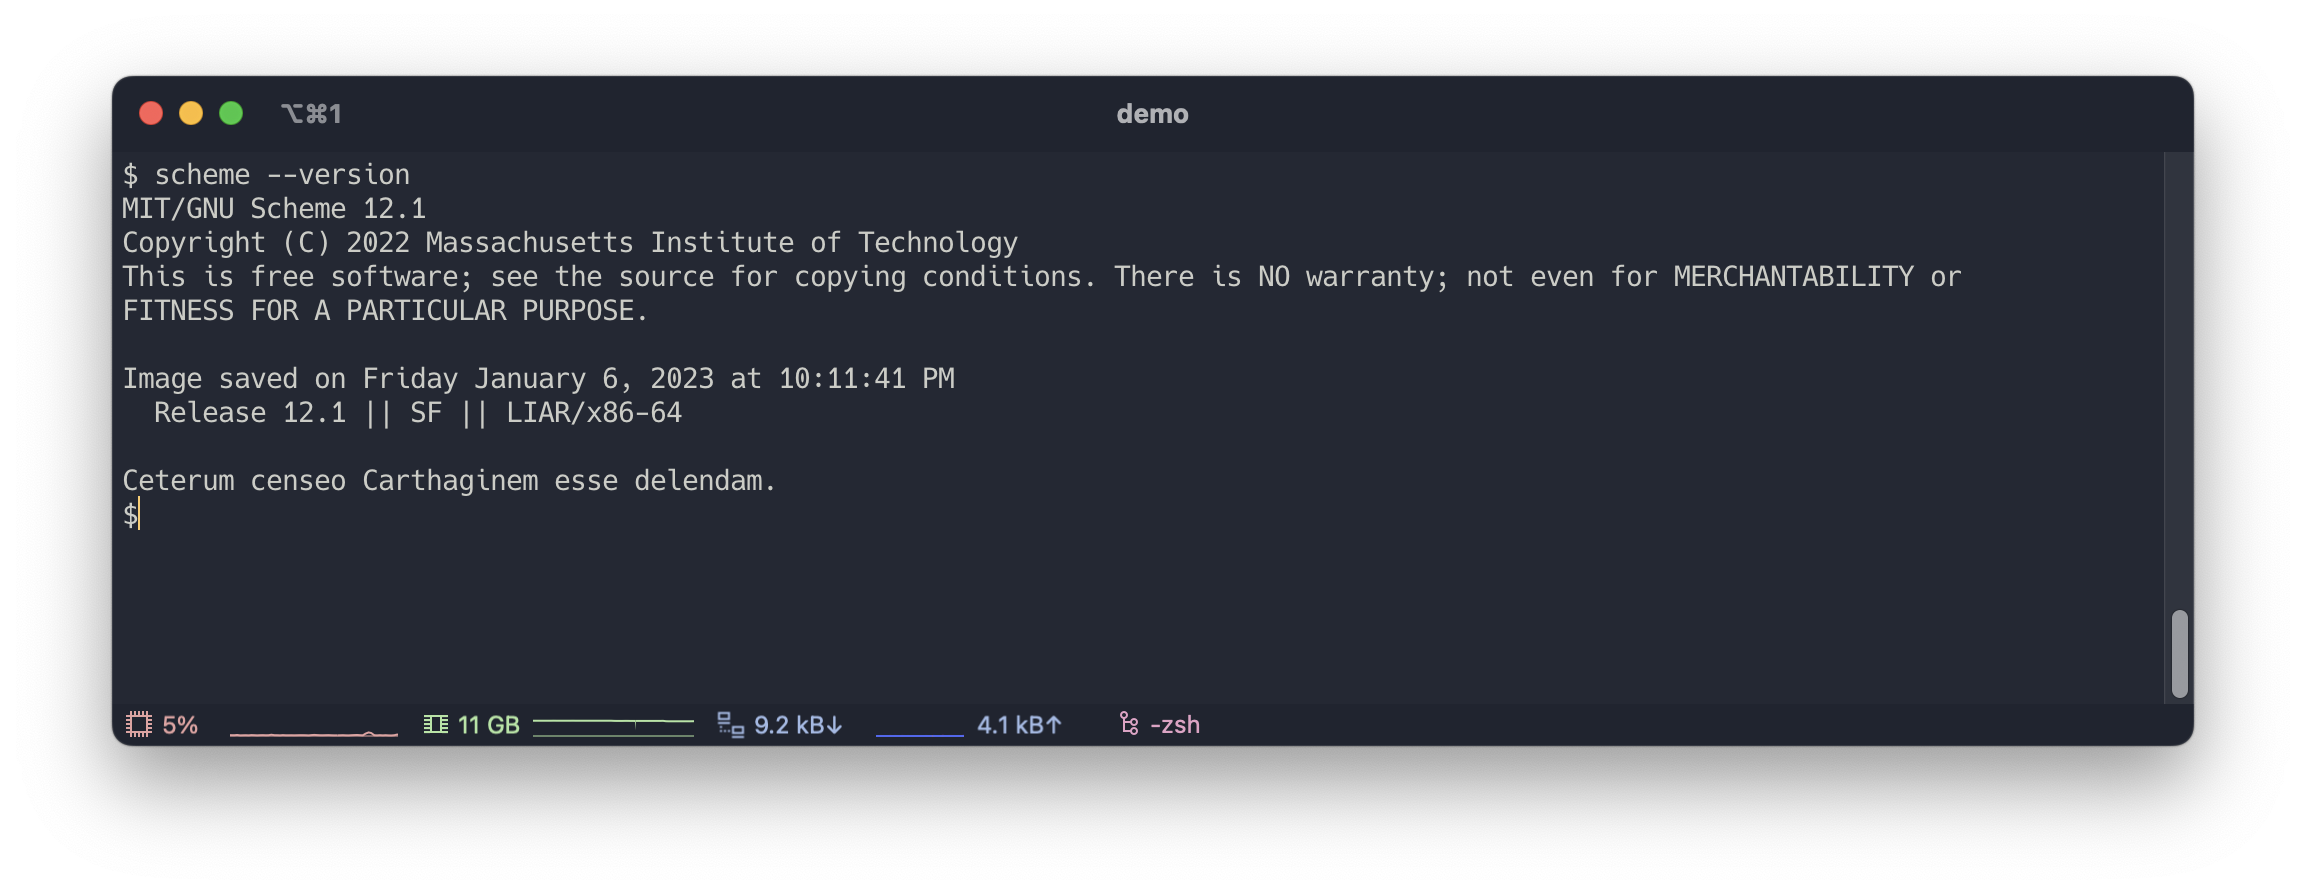 ⌥⌘1 demo
$ scheme --version
MIT/GNU Scheme 12.1
Copyright (C) 2022 Massachusetts Institute of Technology
This is free software; see the source for copying conditions. There is NO warranty; not even for MERCHANTABILITY or
FITNESS FOR A PARTICULAR PURPOSE.
Image saved on Friday January 6, 2023 at 10:11:41 PM
  Release 12.1 || SF || LIAR/x86-64
Ceterum censeo Carthaginem esse delendam.
$
5% 11 GB 9.2 kB↓ 4.1 kB↑ -zsh